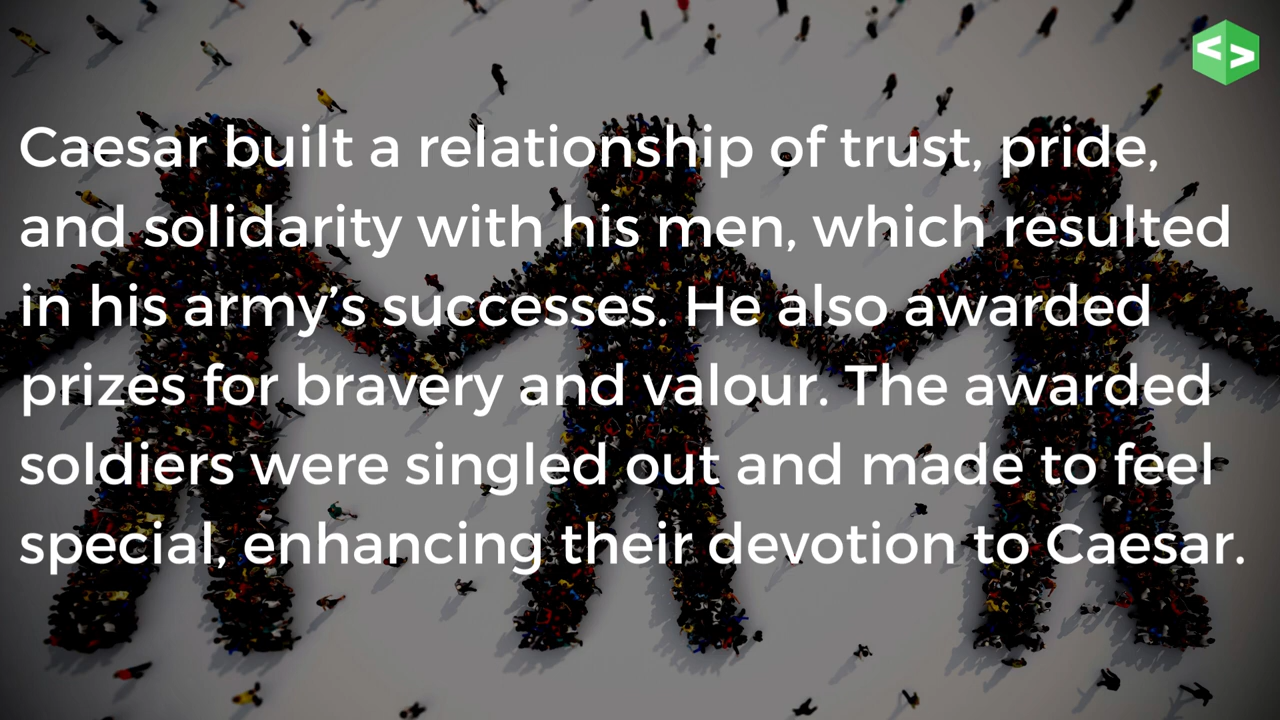 Caesar built a relationship of trust, pride,
and solidarity with his men, which resulted
in his army’s successes. He also awarded
prizes for bravery and valour. The awarded
soldiers were singled out and made to feel
special, enhancing their devotion to Caesar.